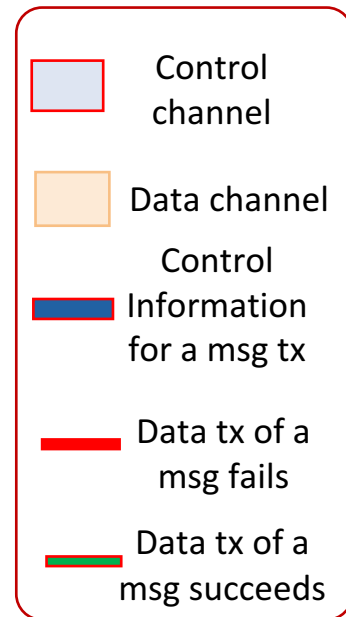 Control
channel
Data channel
Control
Information
for a msg tx
Data tx of a
msg fails
Data tx of a
msg succeeds